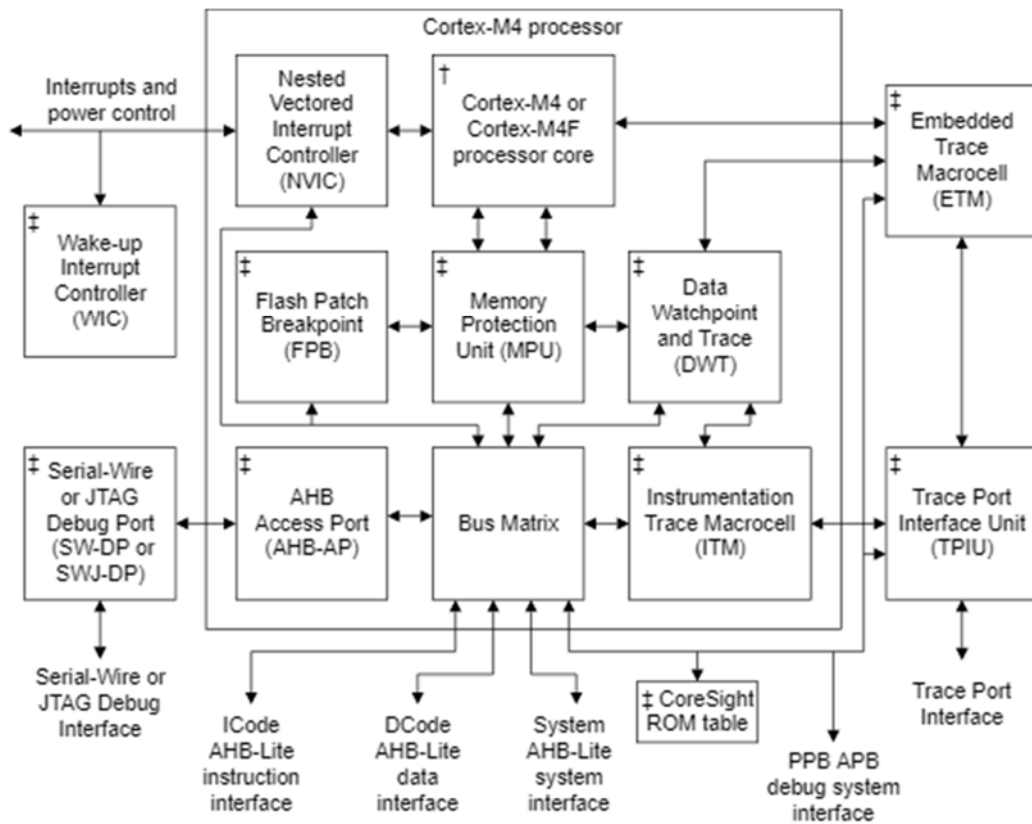 Cortex-M4 processor
Interrupts and
power control
Nested
Vectored
Interrupt
Controller
(NVIC)
†
Cortex-M4 or
Cortex-M4F
processor core
‡
Embedded
Trace
Macrocell
(ETM)
‡
Wake-up
Interrupt
Controller
(WIC)
‡
Flash Patch
Breakpoint
(FPB)
‡
Memory
Protection
Unit (MPU)
‡
Data
Watchpoint
and Trace
(DWT)
‡
Serial-Wire
or JTAG
Debug Port
(SW-DP or
SWJ-DP)
‡
AHB
Access Port
(AHB-AP)
Bus Matrix
‡
Instrumentation
Trace Macrocell
(ITM)
‡
Trace Port
Interface Unit
(TPIU)
Serial-Wire or
JTAG Debug
Interface
ICode
AHB-Lite
instruction
interface
DCode
AHB-Lite
data
interface
System
AHB-Lite
system
interface
‡ CoreSight
ROM table
PPB APB
debug system
interface
Trace Port
Interface